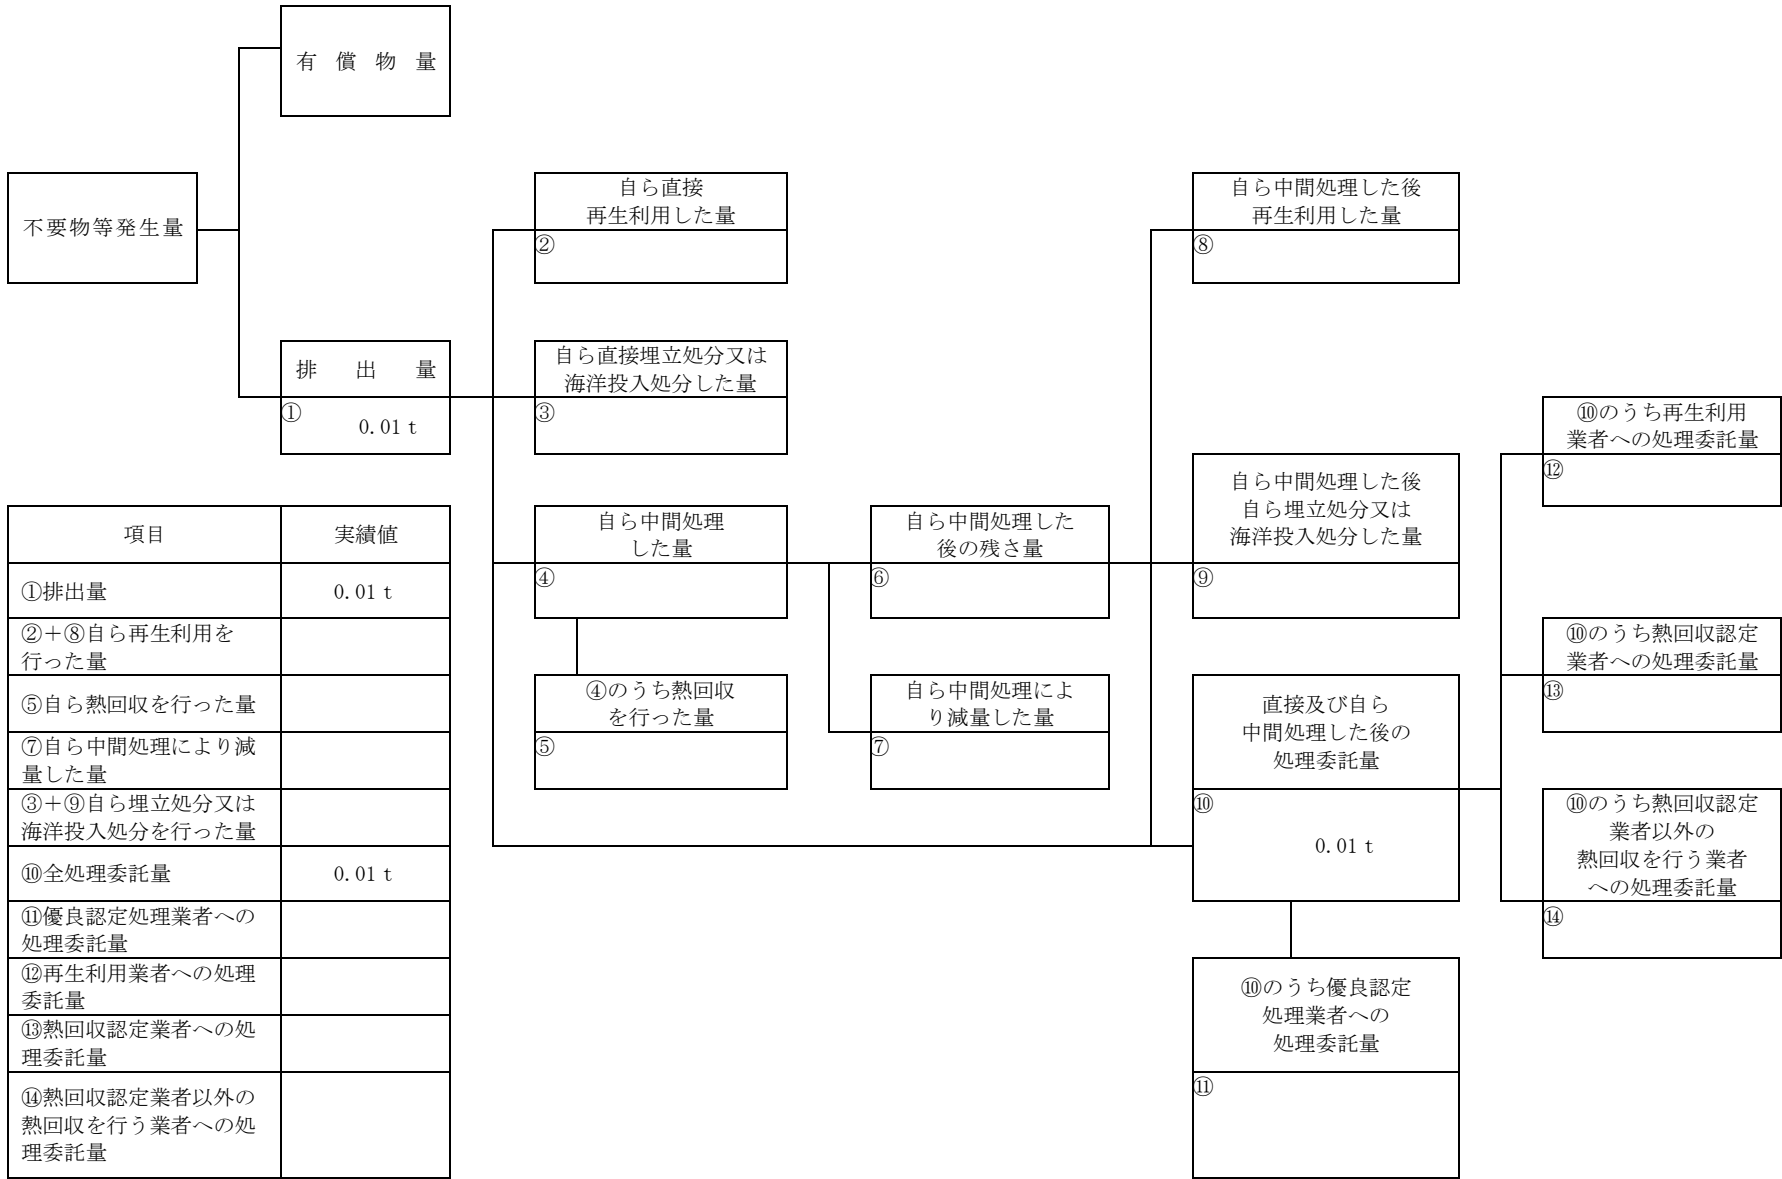 有償物量
不要物等発生量
排出量
①
0.01 t
自ら直接
再生利用した量
②
自ら直接埋立処分又は
海洋投入処分した量
③
自ら中間処理
した量
④
④のうち熱回収
を行った量
⑤
自ら中間処理した
後の残さ量
⑥
自ら中間処理によ
り減量した量
⑦
自ら中間処理した後
再生利用した量
⑧
自ら中間処理した後
自ら埋立処分又は
海洋投入処分した量
⑨
直接及び自ら
中間処理した後の
処理委託量
⑩
0.01 t
⑩のうち優良認定
処理業者への
処理委託量
⑪
⑩のうち再生利用
業者への処理委託量
⑫
⑩のうち熱回収認定
業者への処理委託量
⑬
⑩のうち熱回収認定
業者以外の
熱回収を行う業者
への処理委託量
⑭
項目 実績値
①排出量 0.01 t
②＋⑧自ら再生利用を
行った量
⑤自ら熱回収を行った量
⑦自ら中間処理により減
量した量
③＋⑨自ら埋立処分又は
海洋投入処分を行った量
⑩全処理委託量 0.01 t
⑪優良認定処理業者への
処理委託量
⑫再生利用業者への処理
委託量
⑬熱回収認定業者への処
理委託量
⑭熱回収認定業者以外の
熱回収を行う業者への処
理委託量